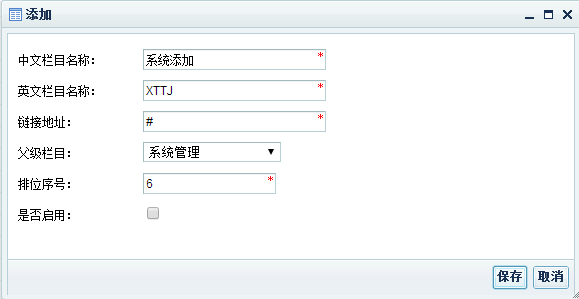 添加
中文栏目名称： 系统添加 *
英文栏目名称： XTTJ *
链接地址： # *
父级栏目： 系统管理
排位序号： 6 *
是否启用：
保存 取消